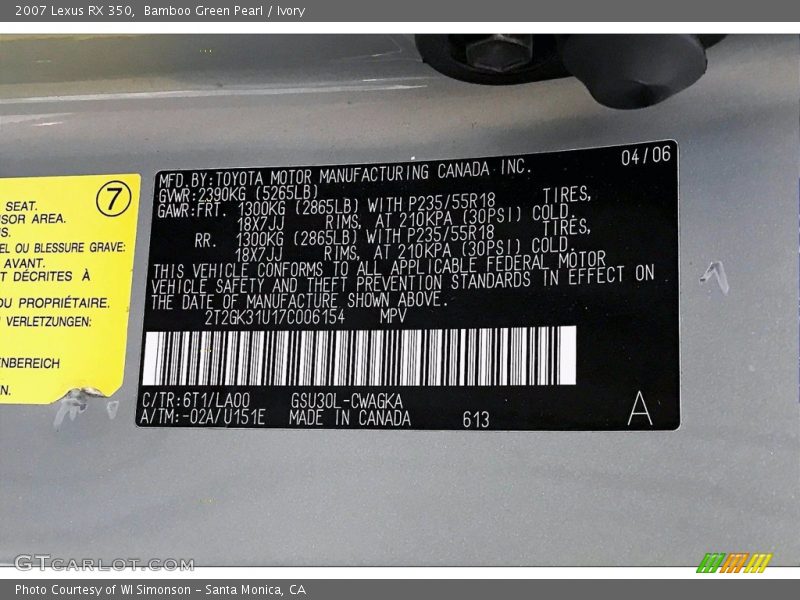 2007 Lexus RX 350, Bamboo Green Pearl / Ivory
7
SEAT.
SOR AREA.
S.
EL OU BLESSURE GRAVE:
AVANT.
T DÉCRITES À
DU PROPRIÉTAIRE.
VERLETZUNGEN:
ENBEREICH
N.
04/06
MFD.BY:TOYOTA MOTOR MANUFACTURING CANADA INC.
GVWR:2390KG (5265LB)
GAWR:FRT. 1300KG (2865LB) WITH P235/55R18 TIRES,
18X7JJ RIMS, AT 210KPA (30PSI) COLD.
RR. 1300KG (2865LB) WITH P235/55R18 TIRES,
18X7JJ RIMS, AT 210KPA (30PSI) COLD.
THIS VEHICLE CONFORMS TO ALL APPLICABLE FEDERAL MOTOR
VEHICLE SAFETY AND THEFT PREVENTION STANDARDS IN EFFECT ON
THE DATE OF MANUFACTURE SHOWN ABOVE.
2T2GK31U17C006154 MPV
C/TR:6T1/LA00 GSU30L-CWAGKA
A/TM:-02A/U151E MADE IN CANADA 613
A
GTCARLOT.COM
Photo Courtesy of WI Simonson - Santa Monica, CA